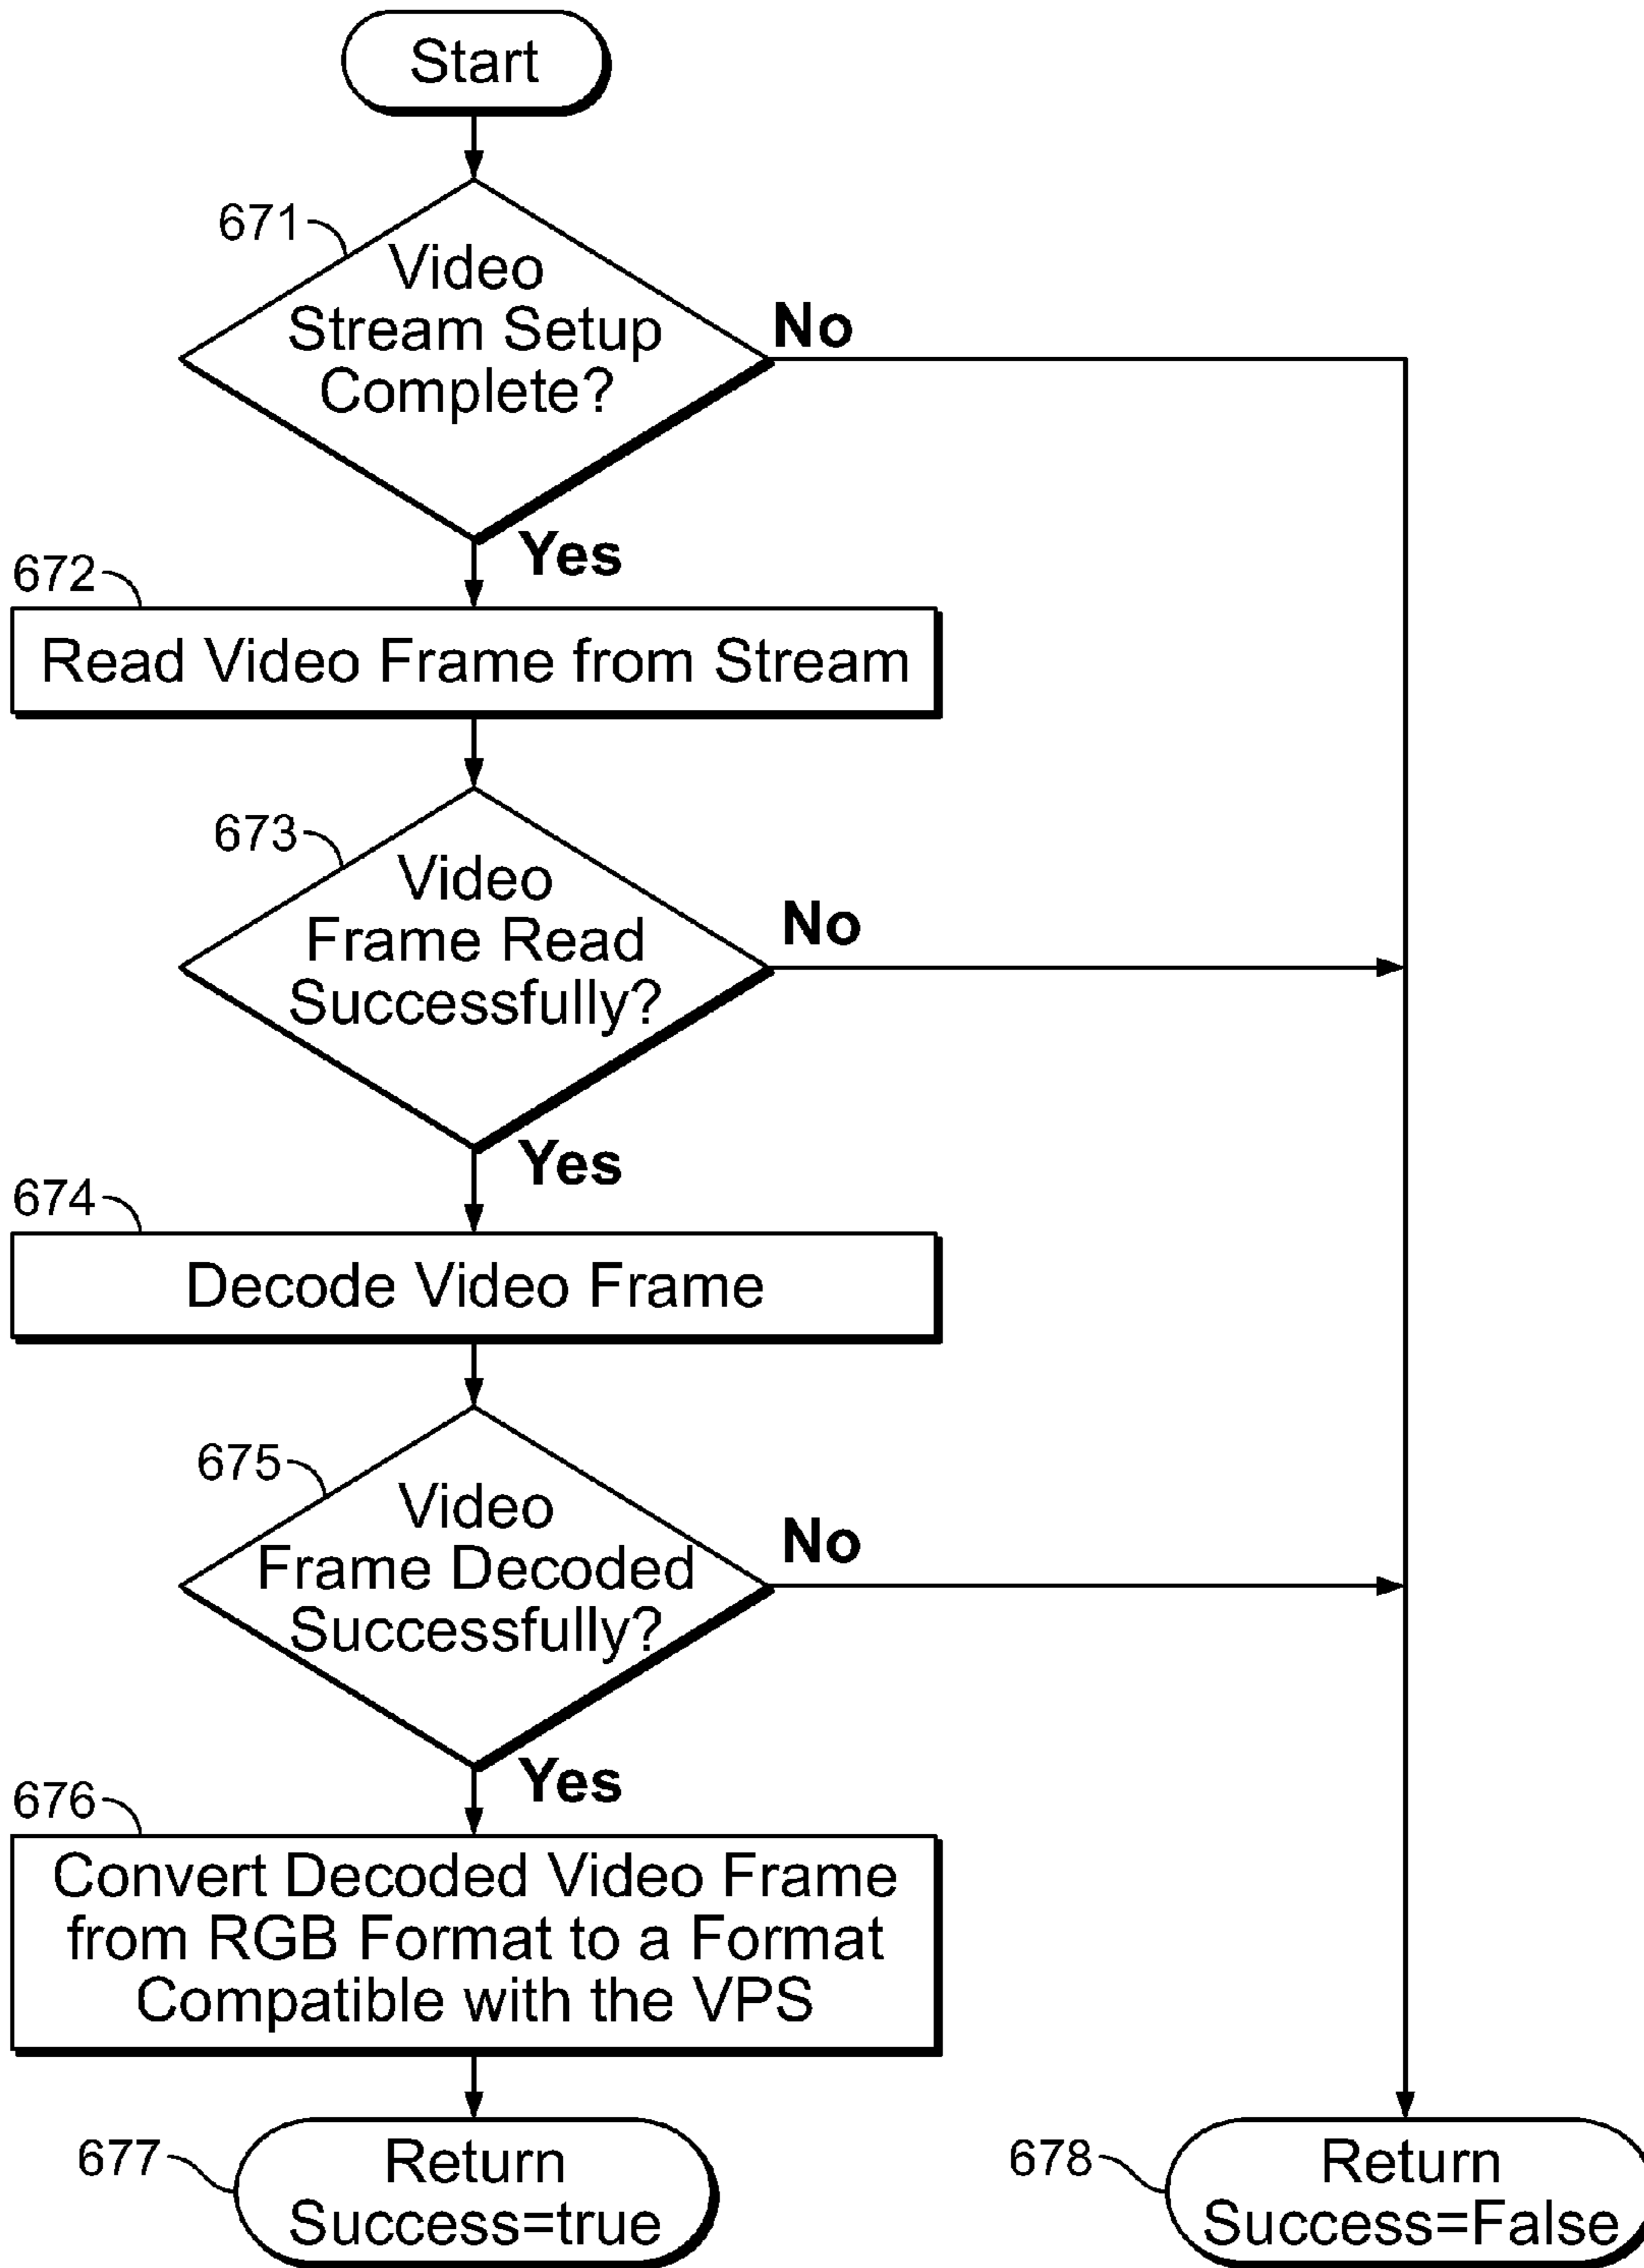 Start
671
Video
Stream Setup
Complete?
No
Yes
672
Read Video Frame from Stream
673
Video
Frame Read
Successfully?
No
Yes
674
Decode Video Frame
675
Video
Frame Decoded
Successfully?
No
Yes
676
Convert Decoded Video Frame
from RGB Format to a Format
Compatible with the VPS
677
Return
Success=true
678
Return
Success=False